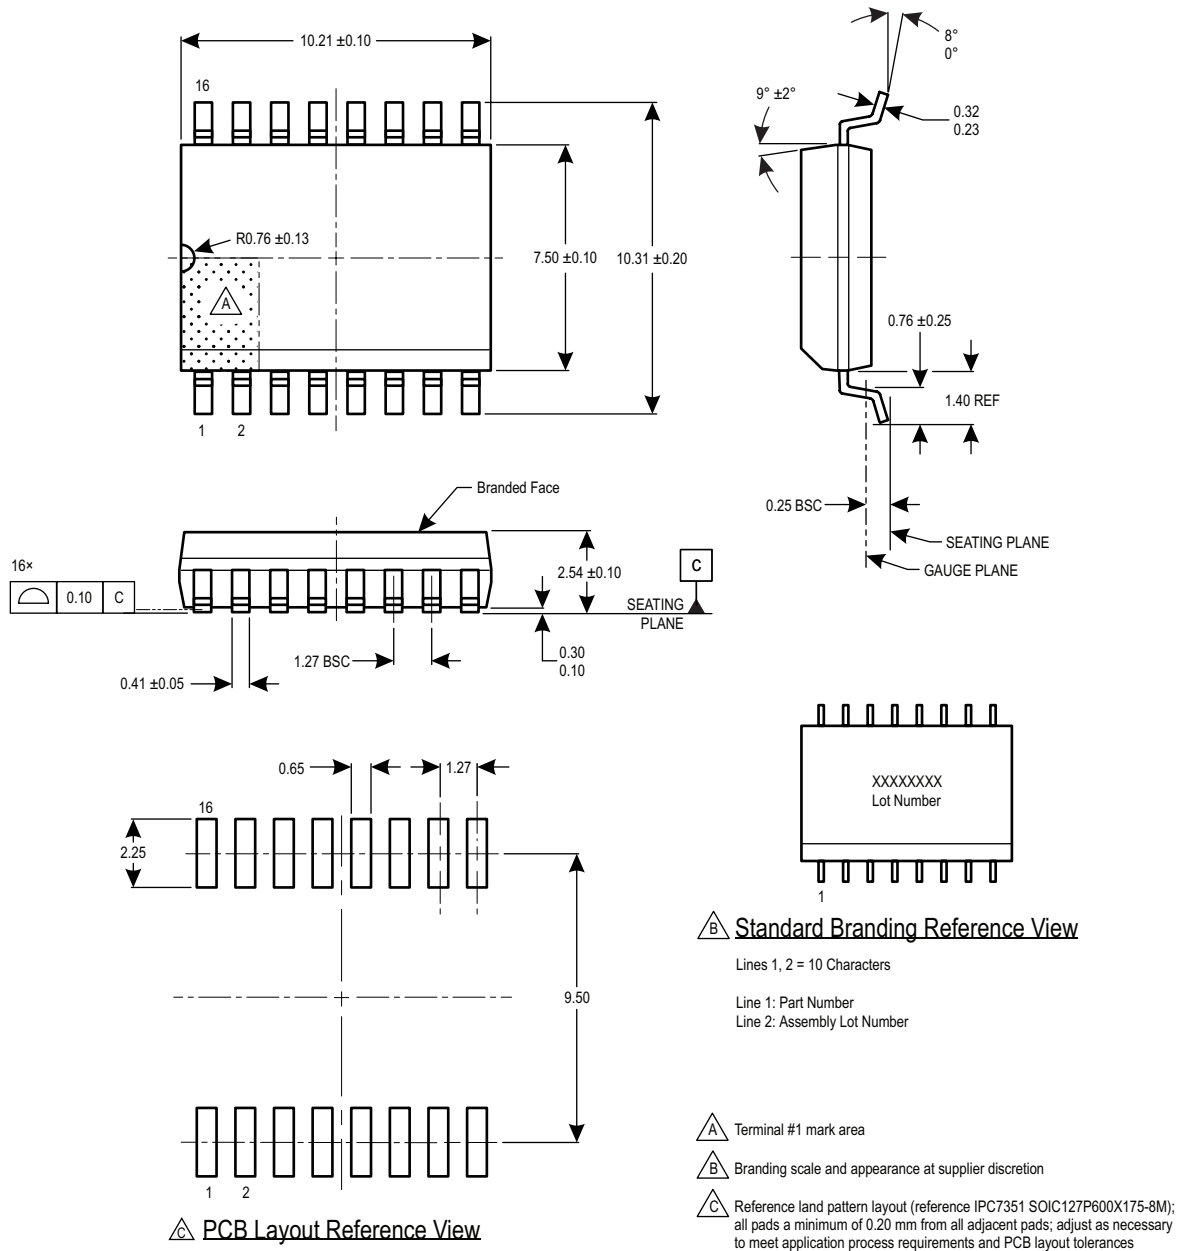 10.21 ±0.10
16
R0.76 ±0.13
A
7.50 ±0.10
10.31 ±0.20
1 2
8°
0°
9° ±2°
0.32
0.23
0.76 ±0.25
1.40 REF
0.25 BSC
SEATING PLANE
GAUGE PLANE
Branded Face
16×
0.10 C
2.54 ±0.10
C
SEATING
PLANE
0.30
0.10
1.27 BSC
0.41 ±0.05
0.65
1.27
16
2.25
9.50
1 2
C PCB Layout Reference View
XXXXXXXX
Lot Number
1
B Standard Branding Reference View
Lines 1, 2 = 10 Characters
Line 1: Part Number
Line 2: Assembly Lot Number
A Terminal #1 mark area
B Branding scale and appearance at supplier discretion
C Reference land pattern layout (reference IPC7351 SOIC127P600X175-8M);
all pads a minimum of 0.20 mm from all adjacent pads; adjust as necessary
to meet application process requirements and PCB layout tolerances